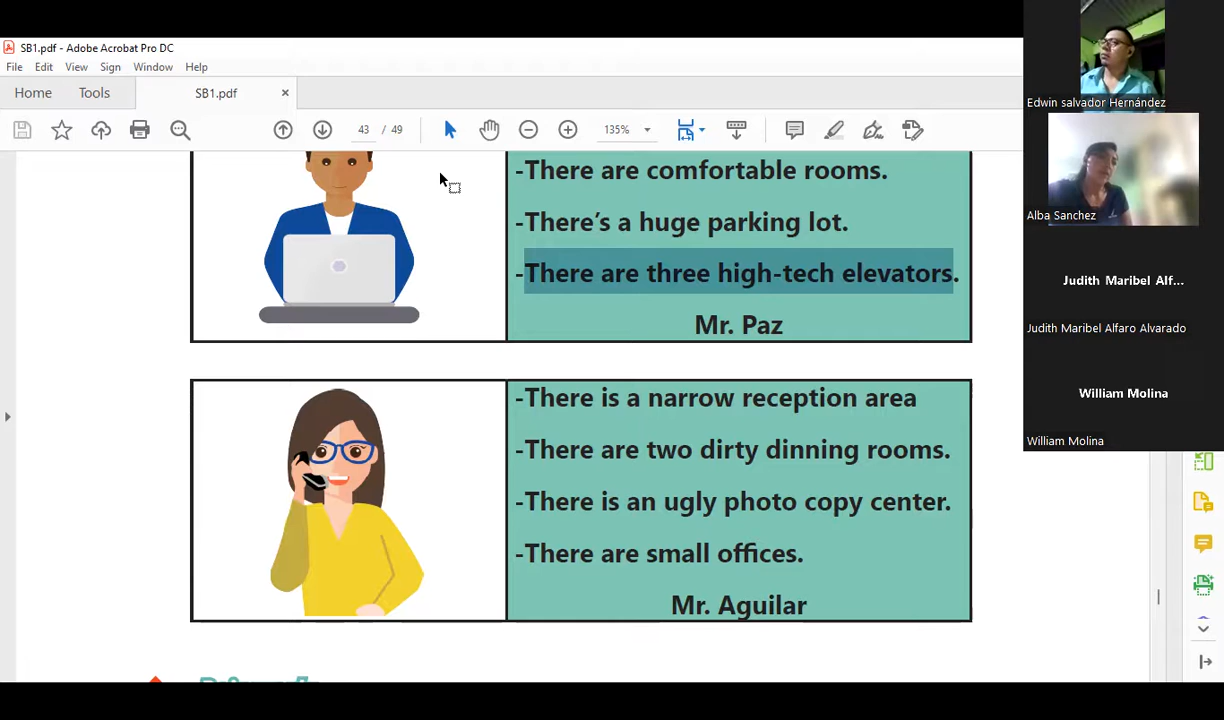 SB1.pdf - Adobe Acrobat Pro DC
File Edit View Sign Window Help
Home Tools SB1.pdf ×
43 / 49 135%
-There are comfortable rooms.
-There's a huge parking lot.
-There are three high-tech elevators.
Mr. Paz
-There is a narrow reception area
-There are two dirty dinning rooms.
-There is an ugly photo copy center.
-There are small offices.
Mr. Aguilar
Edwin salvador Hernández
Alba Sanchez
Judith Maribel Alf...
Judith Maribel Alfaro Alvarado
William Molina
William Molina